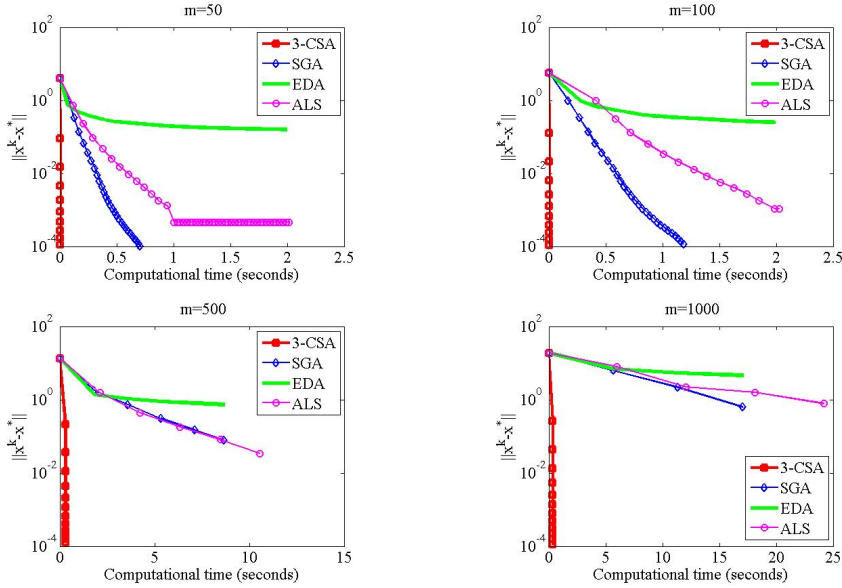 m=50
10^2
10^0
10^-2
10^-4
||x^k-x^*||
0 0.5 1 1.5 2 2.5
Computational time (seconds)
3-CSA
SGA
EDA
ALS
m=100
10^2
10^0
10^-2
10^-4
||x^k-x^*||
0 0.5 1 1.5 2 2.5
Computational time (seconds)
3-CSA
SGA
EDA
ALS
m=500
10^2
10^0
10^-2
10^-4
||x^k-x^*||
0 5 10 15
Computational time (seconds)
3-CSA
SGA
EDA
ALS
m=1000
10^2
10^0
10^-2
10^-4
||x^k-x^*||
0 5 10 15 20 25
Computational time (seconds)
3-CSA
SGA
EDA
ALS